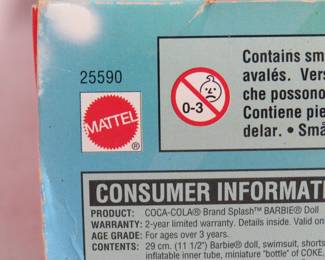 25590
MATTEL
®
0-3
Contains sm
avalés. Vers
che possono
Contiene pie
delar. • Små
CONSUMER INFORMATI
PRODUCT: COCA-COLA® Brand Splash™ BARBIE® Doll
WARRANTY: 2-year limited warranty. Details inside. Valid on
AGE GRADE: For ages over 3 years.
CONTENTS: 29 cm. (11 1/2") Barbie® doll, swimsuit, shorts
inflatable inner tube, miniature "bottle" of COKE